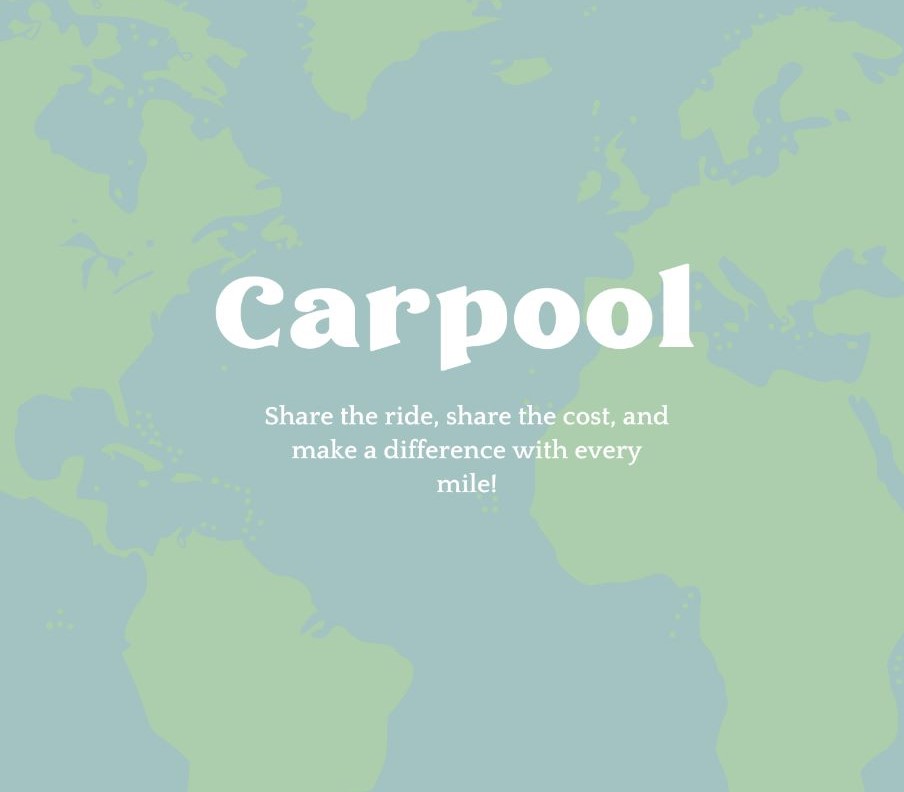 Carpool
Share the ride, share the cost, and
make a difference with every
mile!